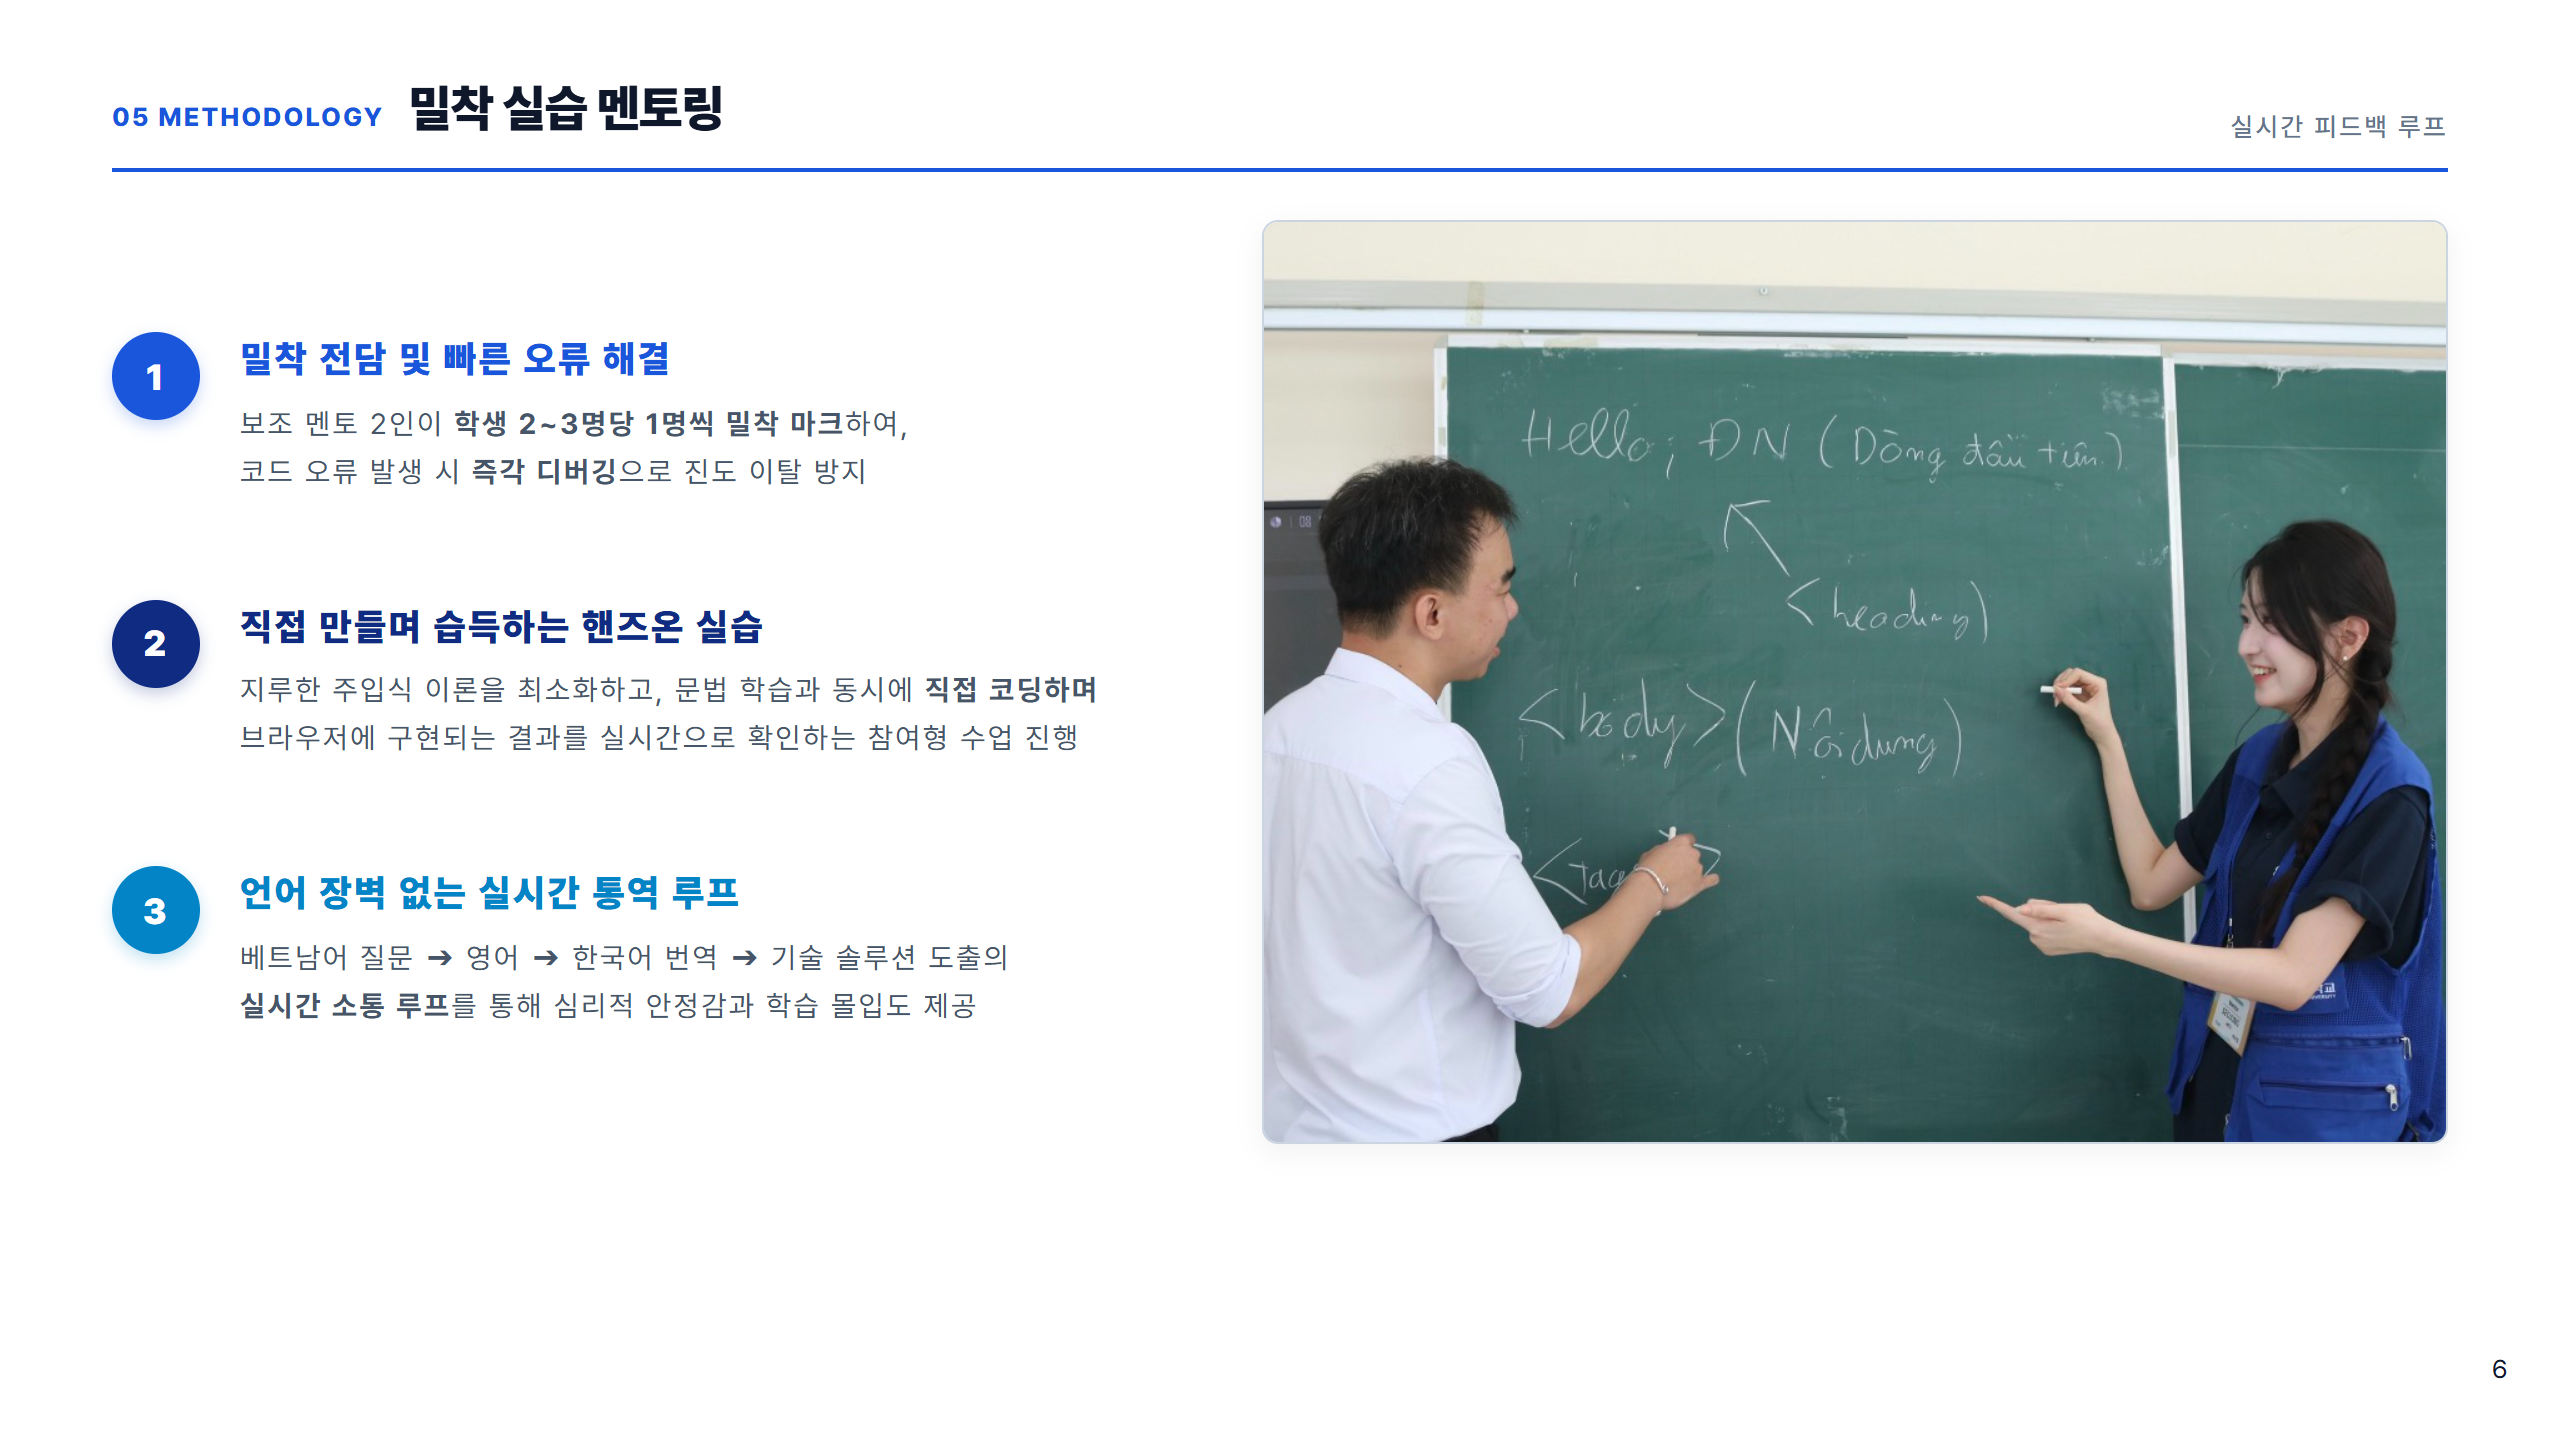 05 METHODOLOGY 밀착 실습 멘토링
실시간 피드백 루프
1
밀착 전담 및 빠른 오류 해결
보조 멘토 2인이 학생 2~3명당 1명씩 밀착 마크하여,
코드 오류 발생 시 즉각 디버깅으로 진도 이탈 방지
2
직접 만들며 습득하는 핸즈온 실습
지루한 주입식 이론을 최소화하고, 문법 학습과 동시에 직접 코딩하며
브라우저에 구현되는 결과를 실시간으로 확인하는 참여형 수업 진행
3
언어 장벽 없는 실시간 통역 루프
베트남어 질문 ➔ 영어 ➔ 한국어 번역 ➔ 기술 솔루션 도출의
실시간 소통 루프를 통해 심리적 안정감과 학습 몰입도 제공
Hello, ĐN (Dòng đầu tiên.)
<heading)
<body> (Nội dung)
<tag
08
6